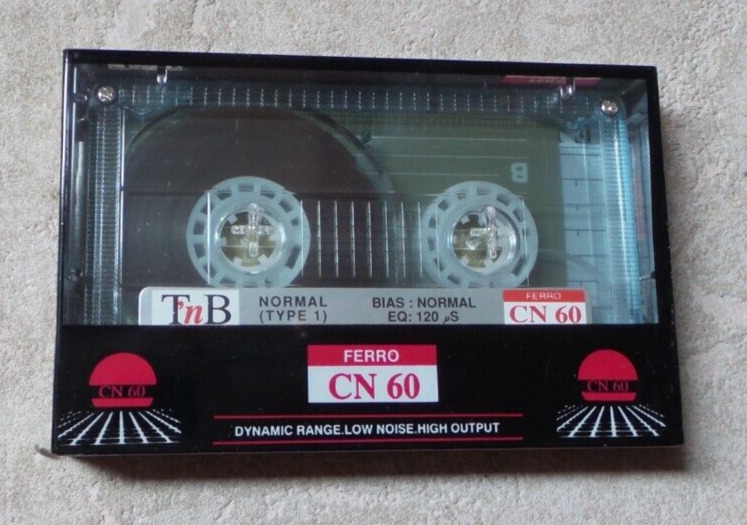 B
T'nB
NORMAL
(TYPE 1)
BIAS : NORMAL
EQ: 120 µS
FERRO
CN 60
FERRO
CN 60
CN 60
CN 60
DYNAMIC RANGE.LOW NOISE.HIGH OUTPUT